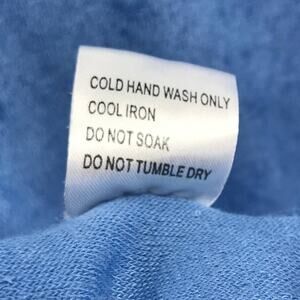 COLD HAND WASH ONLY
COOL IRON
DO NOT SOAK
DO NOT TUMBLE DRY